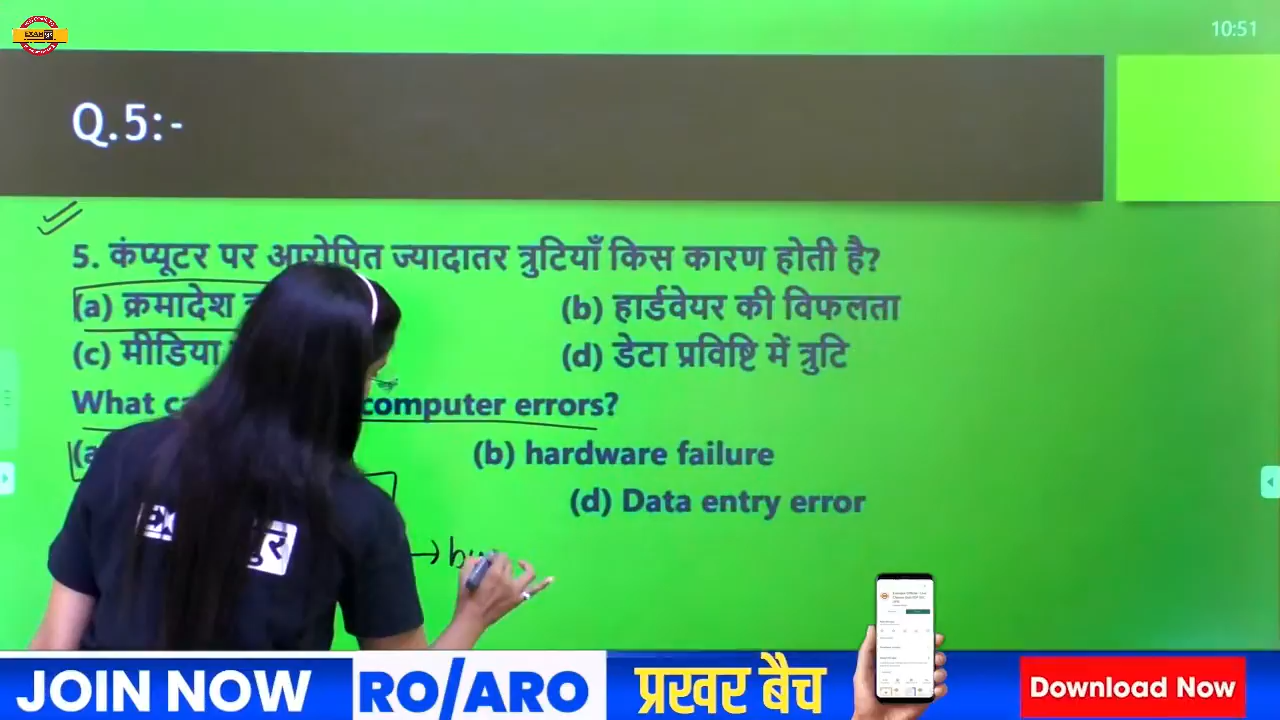 10:51
Q.5:-
5. कंप्यूटर पर आरोपित ज्यादातर त्रुटियाँ किस कारण होती है?
(a) क्रमादेश
(b) हार्डवेयर की विफलता
(c) मीडिया
(d) डेटा प्रविष्टि में त्रुटि
What computer errors?
(b) hardware failure
(d) Data entry error
JOIN NOW RO/ARO प्रखर बैच Download Now